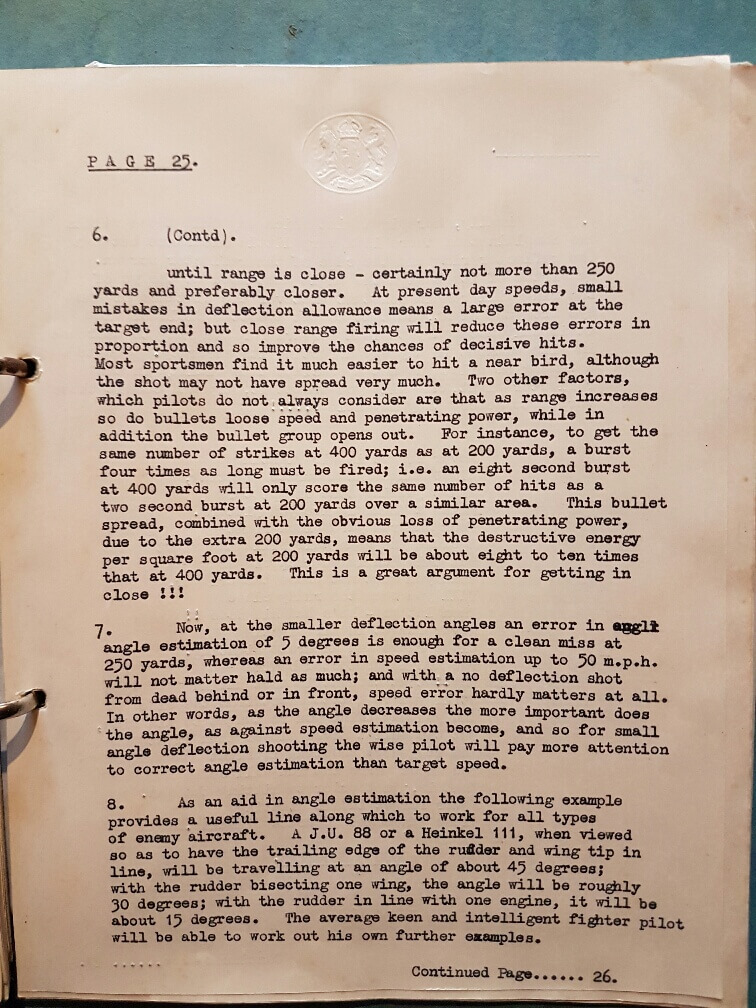 PAGE 25.
6. (Contd).
until range is close - certainly not more than 250
yards and preferably closer. At present day speeds, small
mistakes in deflection allowance means a large error at the
target end; but close range firing will reduce these errors in
proportion and so improve the chances of decisive hits.
Most sportsmen find it much easier to hit a near bird, although
the shot may not have spread very much. Two other factors,
which pilots do not always consider are that as range increases
so do bullets loose speed and penetrating power, while in
addition the bullet group opens out. For instance, to get the
same number of strikes at 400 yards as at 200 yards, a burst
four times as long must be fired; i.e. an eight second burst
at 400 yards will only score the same number of hits as a
two second burst at 200 yards over a similar area. This bullet
spread, combined with the obvious loss of penetrating power,
due to the extra 200 yards, means that the destructive energy
per square foot at 200 yards will be about eight to ten times
that at 400 yards. This is a great argument for getting in
close !!!
7. Now, at the smaller deflection angles an error in
angle estimation of 5 degrees is enough for a clean miss at
250 yards, whereas an error in speed estimation up to 50 m.p.h.
will not matter hald as much; and with a no deflection shot
from dead behind or in front, speed error hardly matters at all.
In other words, as the angle decreases the more important does
the angle, as against speed estimation become, and so for small
angle deflection shooting the wise pilot will pay more attention
to correct angle estimation than target speed.
8. As an aid in angle estimation the following example
provides a useful line along which to work for all types
of enemy aircraft. A J.U. 88 or a Heinkel 111, when viewed
so as to have the trailing edge of the rudder and wing tip in
line, will be travelling at an angle of about 45 degrees;
with the rudder bisecting one wing, the angle will be roughly
30 degrees; with the rudder in line with one engine, it will be
about 15 degrees. The average keen and intelligent fighter pilot
will be able to work out his own further examples.
Continued Page...... 26.